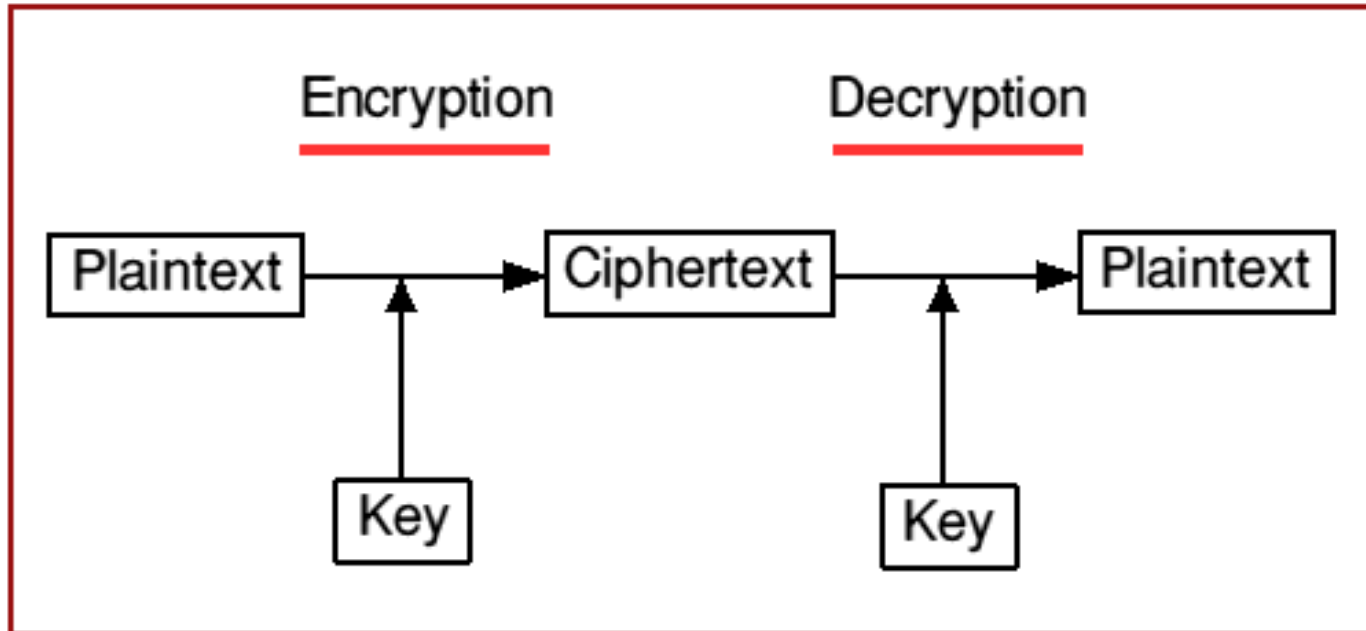 Encryption
Decryption
Plaintext
Ciphertext
Plaintext
Key
Key